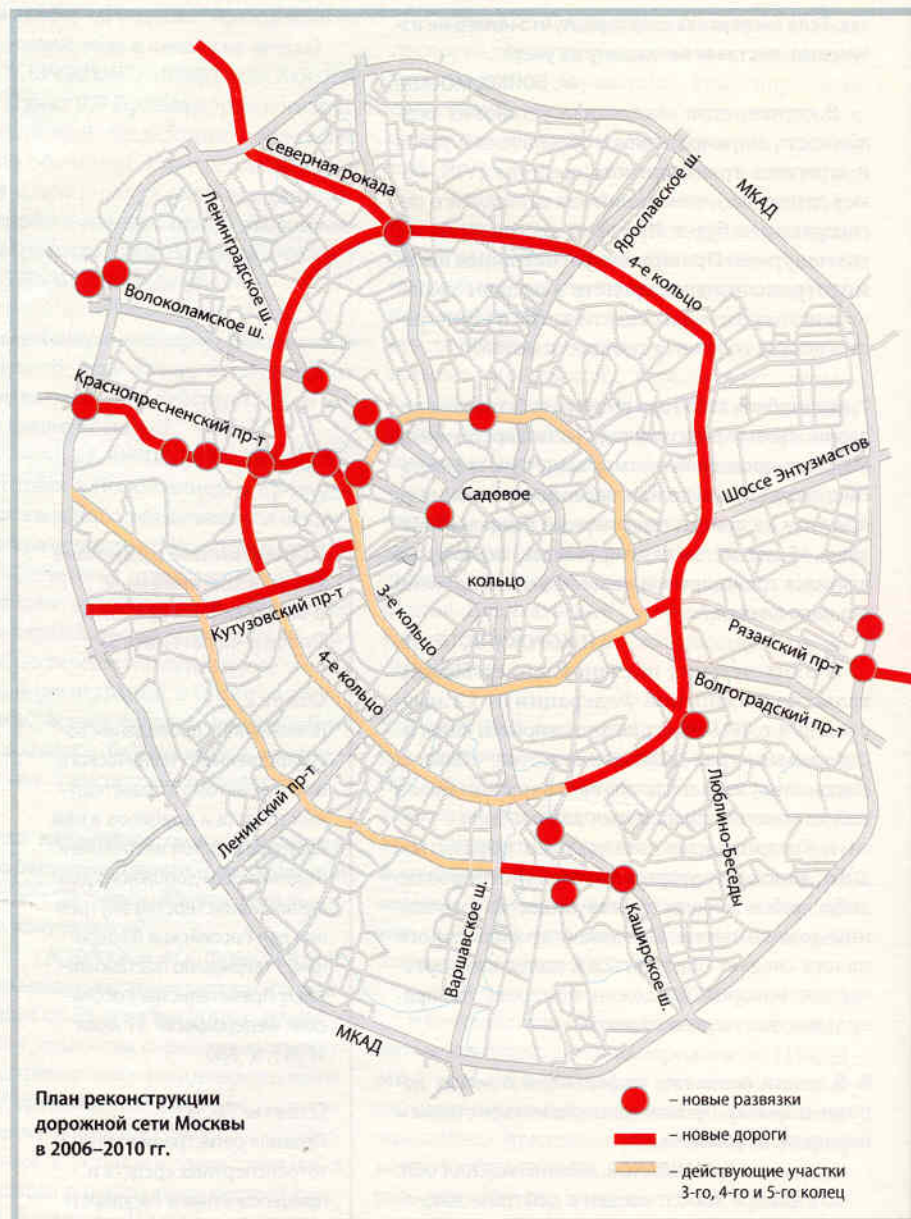 Северная рокада
Ленинградское ш.
Ярославское ш.
МКАД
4-е кольцо
Волоколамское ш.
Краснопресненский пр-т
Шоссе Энтузиастов
Садовое
кольцо
Кутузовский пр-т
3-е кольцо
Рязанский пр-т
4-е кольцо
Волгоградский пр-т
Ленинский пр-т
Люблино-Беседы
Варшавское ш.
Каширское ш.
МКАД
План реконструкции
дорожной сети Москвы
в 2006–2010 гг.
– новые развязки
– новые дороги
– действующие участки
3-го, 4-го и 5-го колец